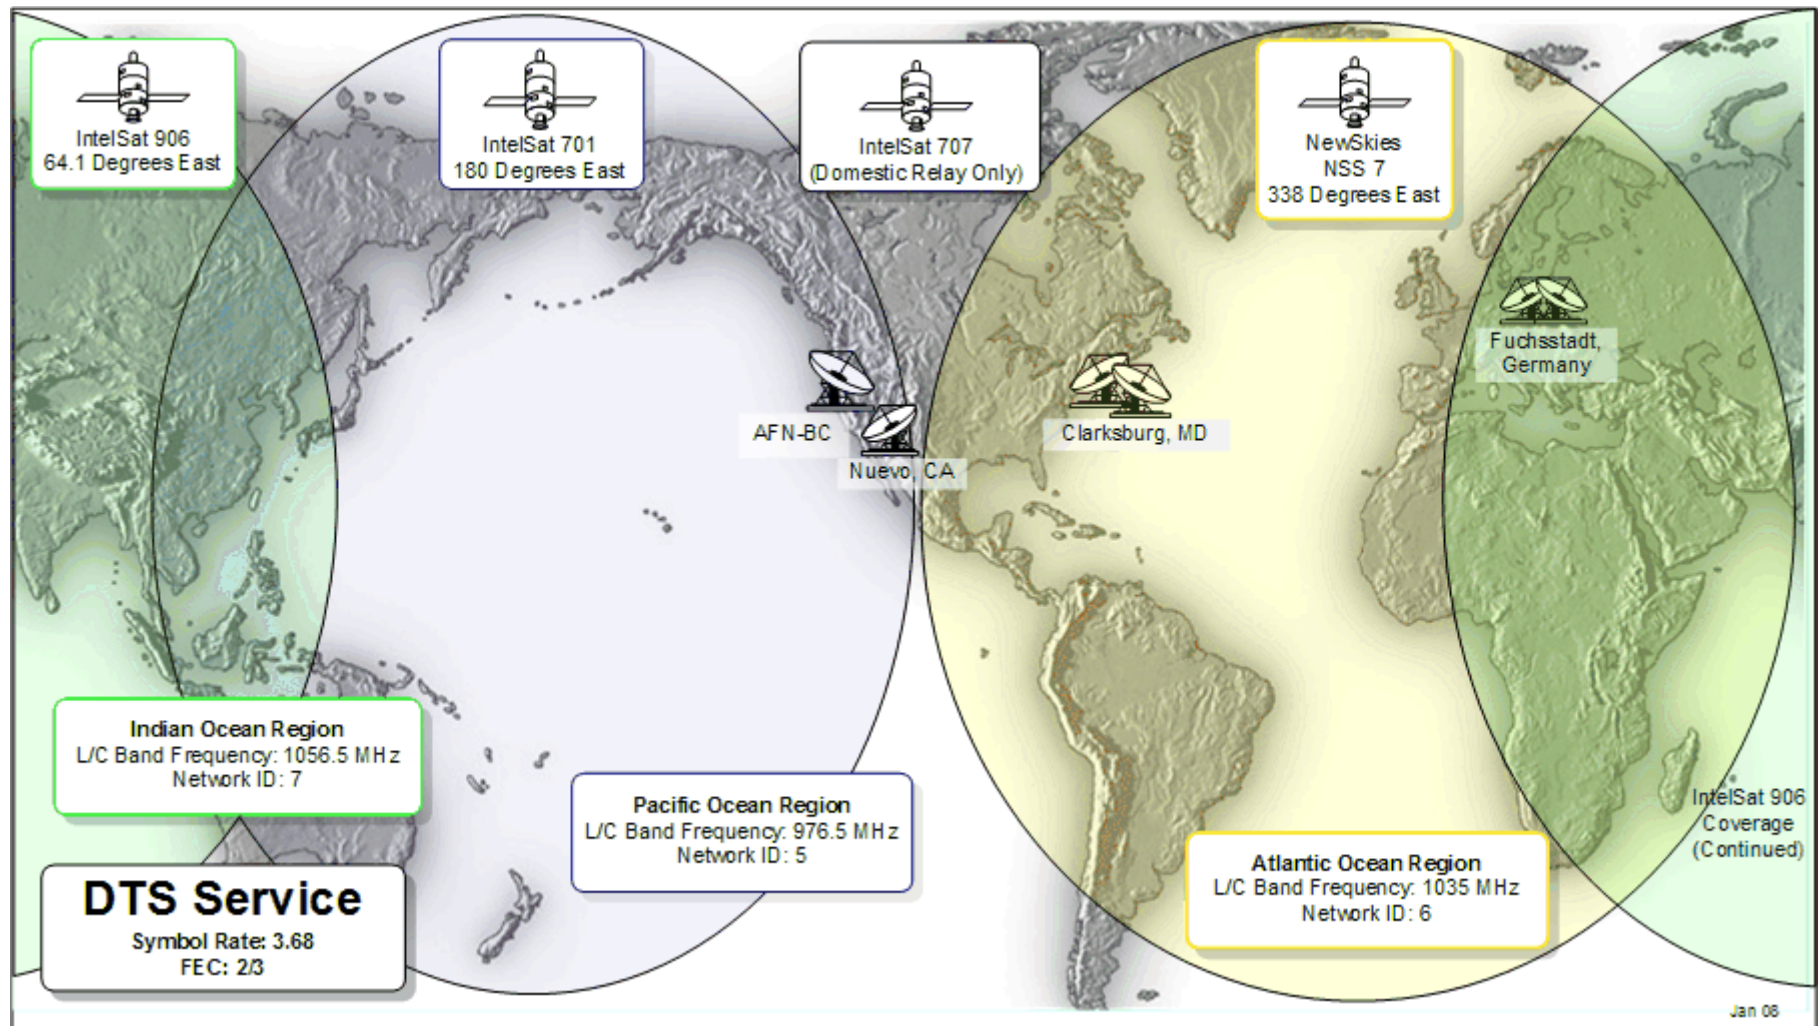 IntelSat 906
64.1 Degrees East
IntelSat 701
180 Degrees East
IntelSat 707
(Domestic Relay Only)
NewSkies
NSS 7
338 Degrees East
Fuchsstadt,
Germany
AFN-BC
Nuevo, CA
Clarksburg, MD
Indian Ocean Region
L/C Band Frequency: 1056.5 MHz
Network ID: 7
Pacific Ocean Region
L/C Band Frequency: 976.5 MHz
Network ID: 5
Atlantic Ocean Region
L/C Band Frequency: 1035 MHz
Network ID: 6
IntelSat 906
Coverage
(Continued)
DTS Service
Symbol Rate: 3.68
FEC: 2/3
Jan 08